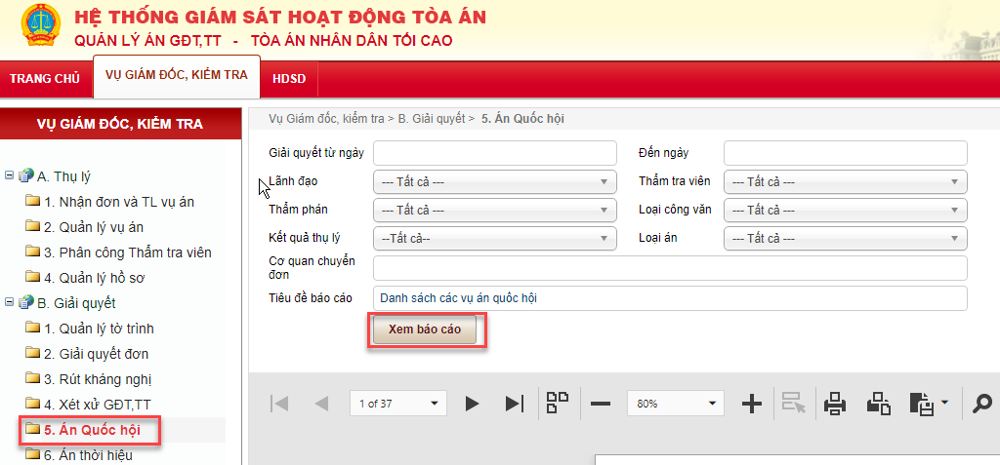 HỆ THỐNG GIÁM SÁT HOẠT ĐỘNG TÒA ÁN
QUẢN LÝ ÁN GĐT,TT - TÒA ÁN NHÂN DÂN TỐI CAO
TRANG CHỦ
VỤ GIÁM ĐỐC, KIỂM TRA
HDSD
VỤ GIÁM ĐỐC, KIỂM TRA
A. Thụ lý
1. Nhận đơn và TL vụ án
2. Quản lý vụ án
3. Phân công Thẩm tra viên
4. Quản lý hồ sơ
B. Giải quyết
1. Quản lý tờ trình
2. Giải quyết đơn
3. Rút kháng nghị
4. Xét xử GĐT,TT
5. Án Quốc hội
6. Án thời hiệu
Vụ Giám đốc, kiểm tra > B. Giải quyết > 5. Án Quốc hội
Giải quyết từ ngày
Đến ngày
Lãnh đạo --- Tất cả ---
Thẩm tra viên --- Tất cả ---
Thẩm phán --- Tất cả ---
Loại công văn --- Tất cả ---
Kết quả thụ lý --Tất cả--
Loại án --- Tất cả ---
Cơ quan chuyển
đơn
Tiêu đề báo cáo Danh sách các vụ án quốc hội
Xem báo cáo
1 of 37
80%